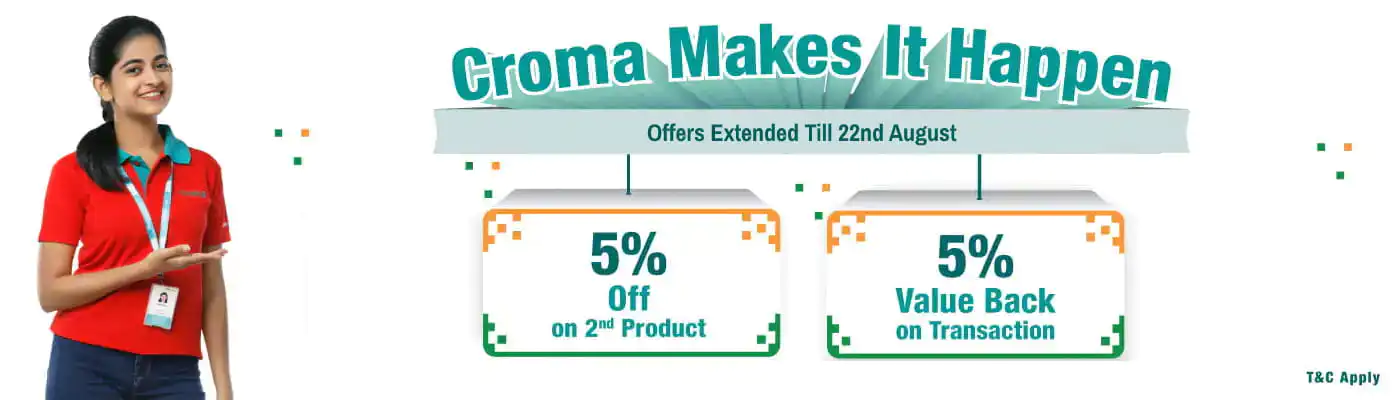 Croma Makes It Happen
Offers Extended Till 22nd August
5%
Off
on 2nd Product
5%
Value Back
on Transaction
T&C Apply